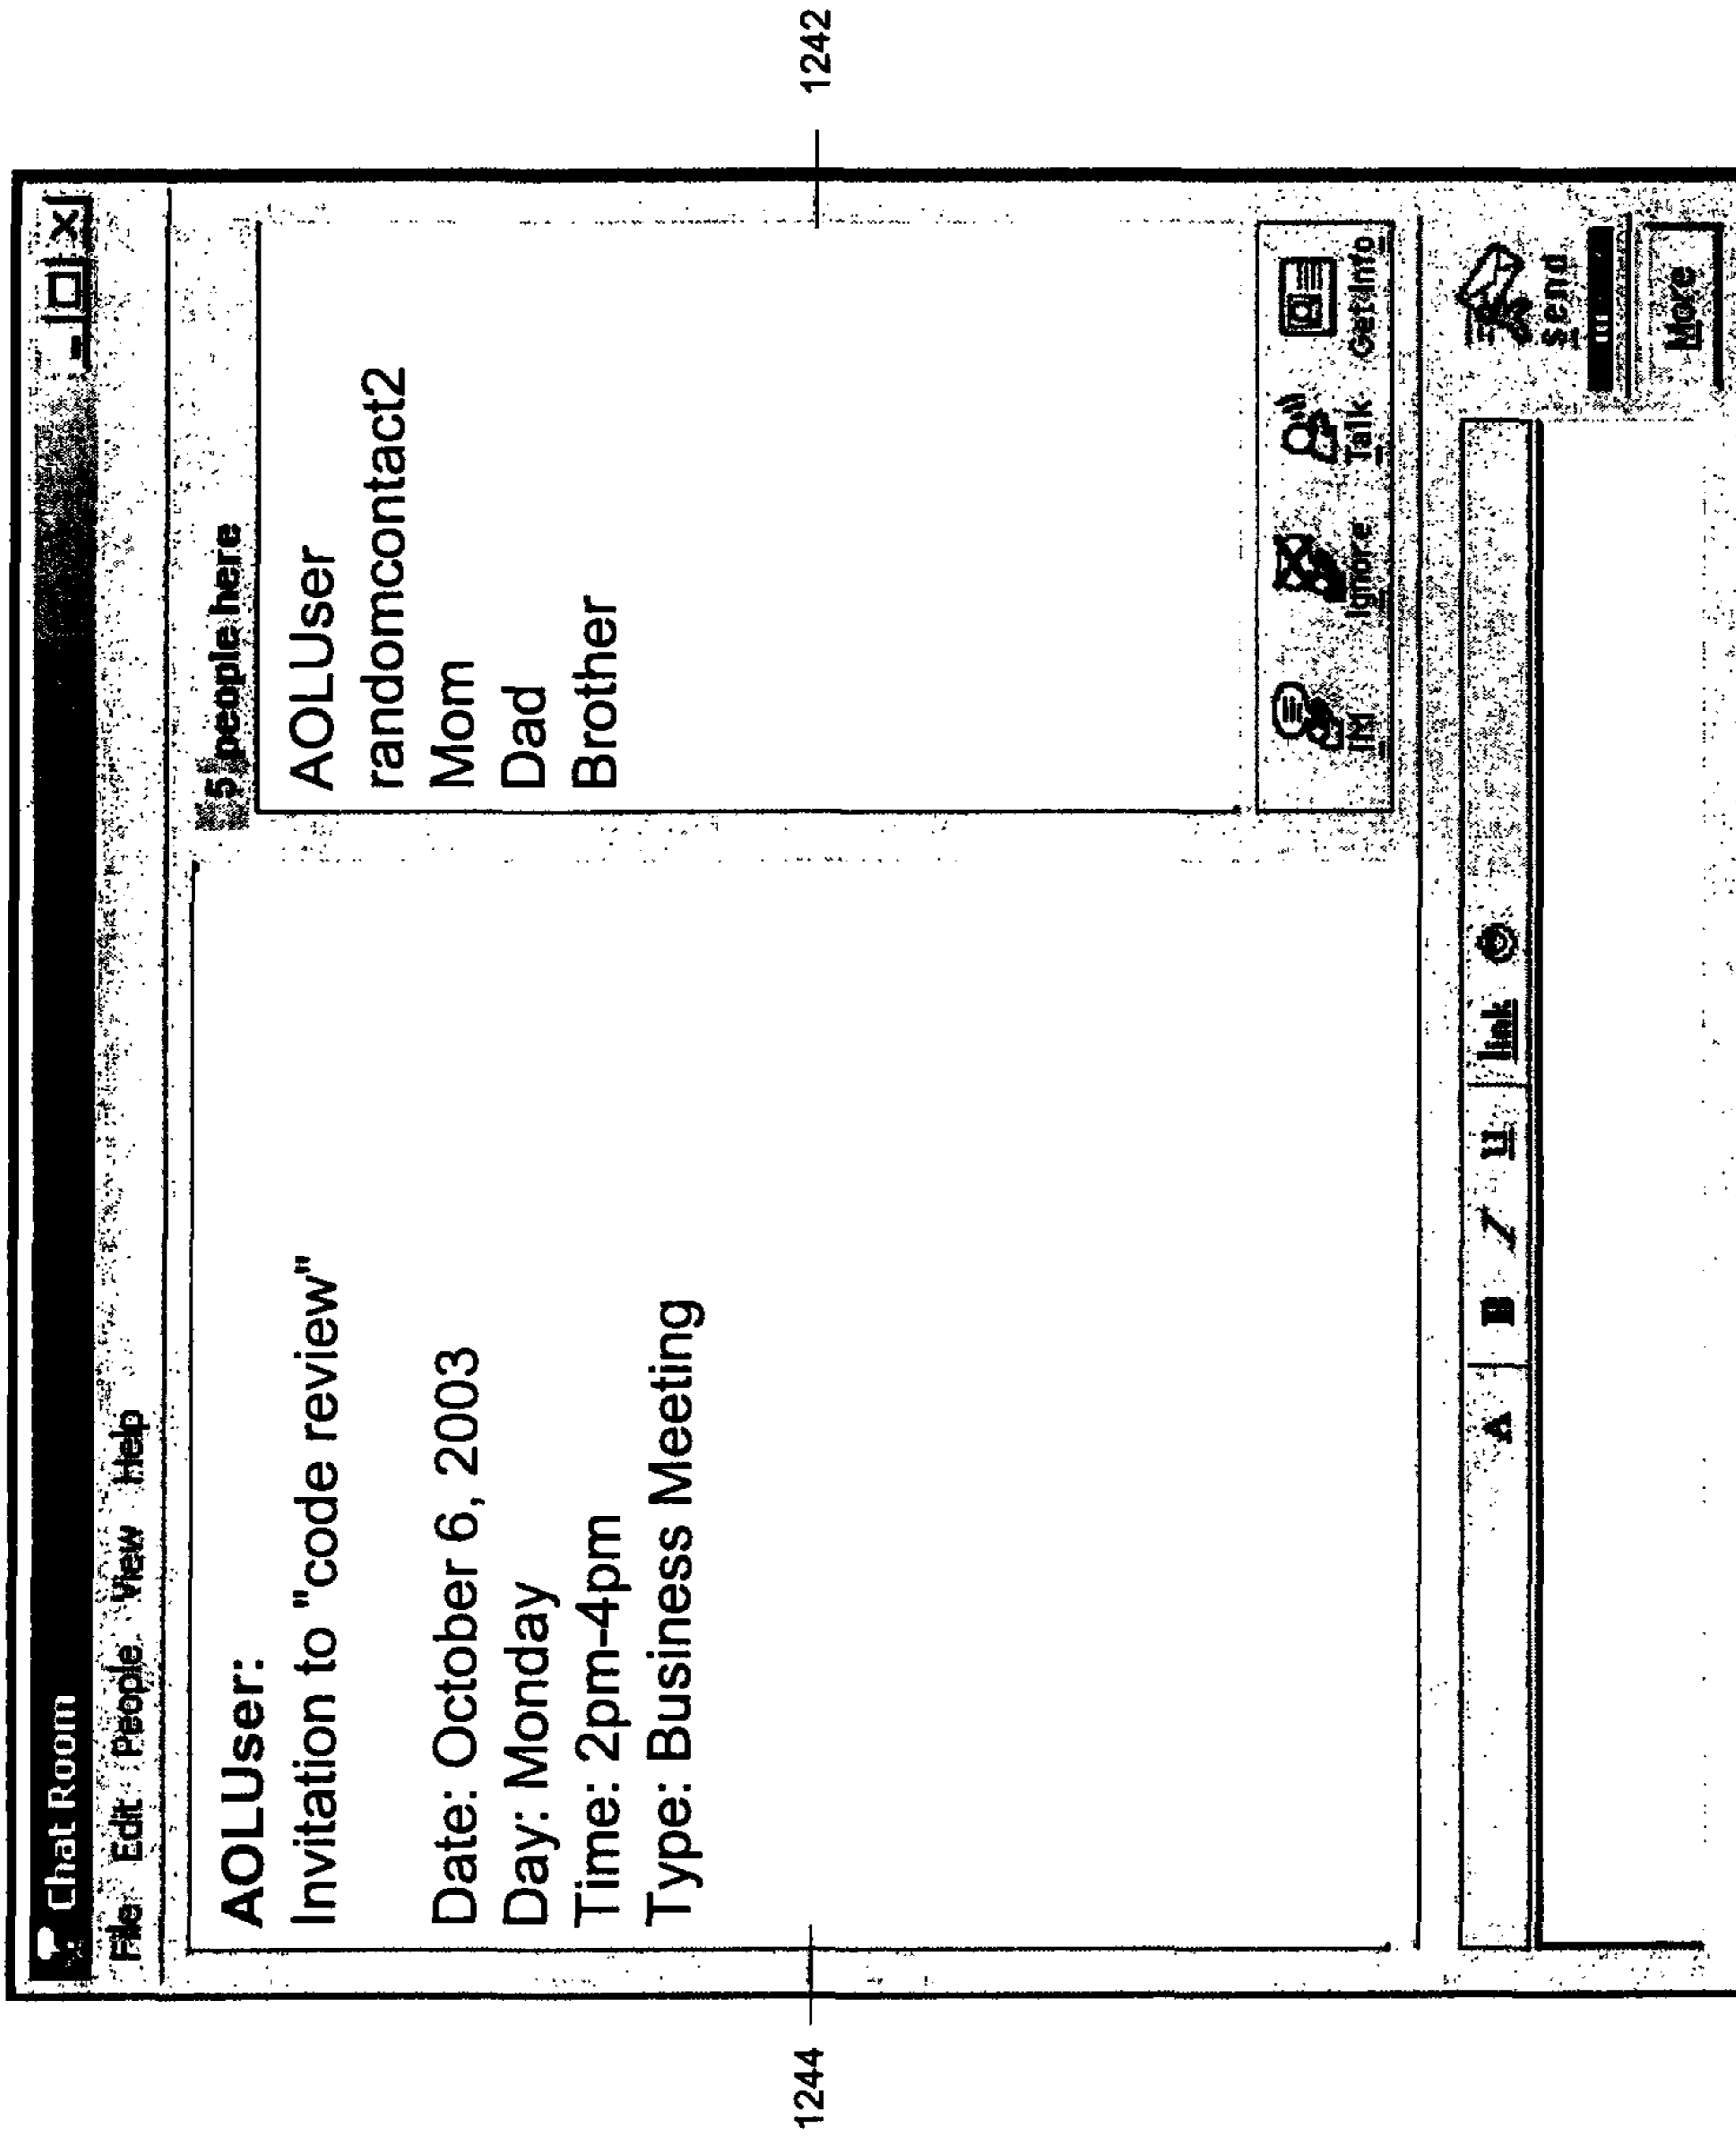 Chat Room
File Edit People View Help
AOLUser:
Invitation to "code review"
Date: October 6, 2003
Day: Monday
Time: 2pm-4pm
Type: Business Meeting
5 people here
AOLUser
randomcontact2
Mom
Dad
Brother
IM Ignore Talk Get Info
A B I U link
send
More
1242
1244